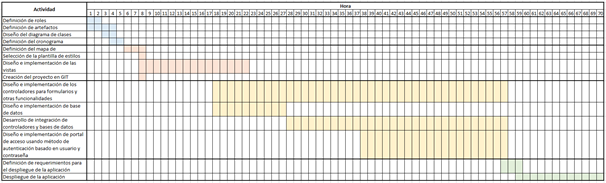 Actividad
Hora
1 2 3 4 5 6 7 8 9 10 11 12 13 14 15 16 17 18 19 20 21 22 23 24 25 26 27 28 29 30 31 32 33 34 35 36 37 38 39 40 41 42 43 44 45 46 47 48 49 50 51 52 53 54 55 56 57 58 59 60 61 62 63 64 65 66 67 68 69 70
Definición de roles
Definición de artefactos
Diseño del diagrama de clases
Definición del cronograma
Definición de mapa de
Selección de la plantilla de estilos
Diseño e implementación de las
vistas
Creación del proyecto en GIT
Diseño e implementación de los
controladores para formularios y
otras funcionalidades
Diseño e implementación de base
de datos
Desarrollo de integración de
controladores y bases de datos
Diseño e implementación de portal
de acceso usando método de
autenticación basado en usuario y
contraseña
Definición de requerimientos para
el despliegue de la aplicación
Despliegue de la aplicación